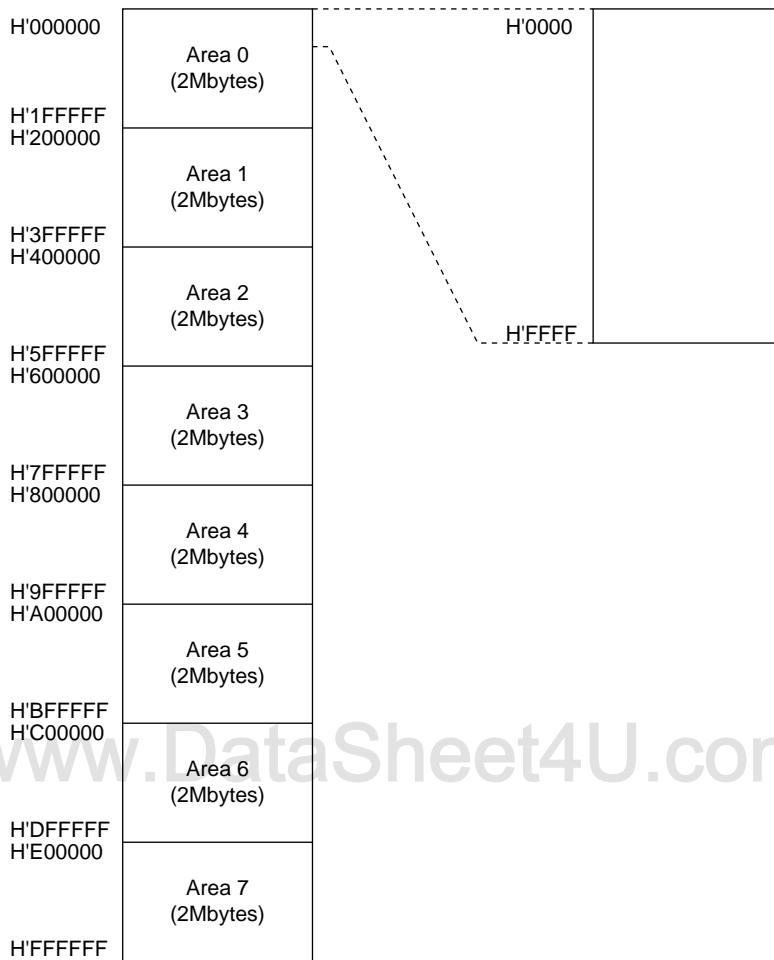 H'000000
Area 0
(2Mbytes)
H'1FFFFF
H'200000
Area 1
(2Mbytes)
H'3FFFFF
H'400000
Area 2
(2Mbytes)
H'5FFFFF
H'600000
Area 3
(2Mbytes)
H'7FFFFF
H'800000
Area 4
(2Mbytes)
H'9FFFFF
H'A00000
Area 5
(2Mbytes)
H'BFFFFF
H'C00000
Area 6
(2Mbytes)
H'DFFFFF
H'E00000
Area 7
(2Mbytes)
H'FFFFFF
H'0000
H'FFFF
www.DataSheet4U.com